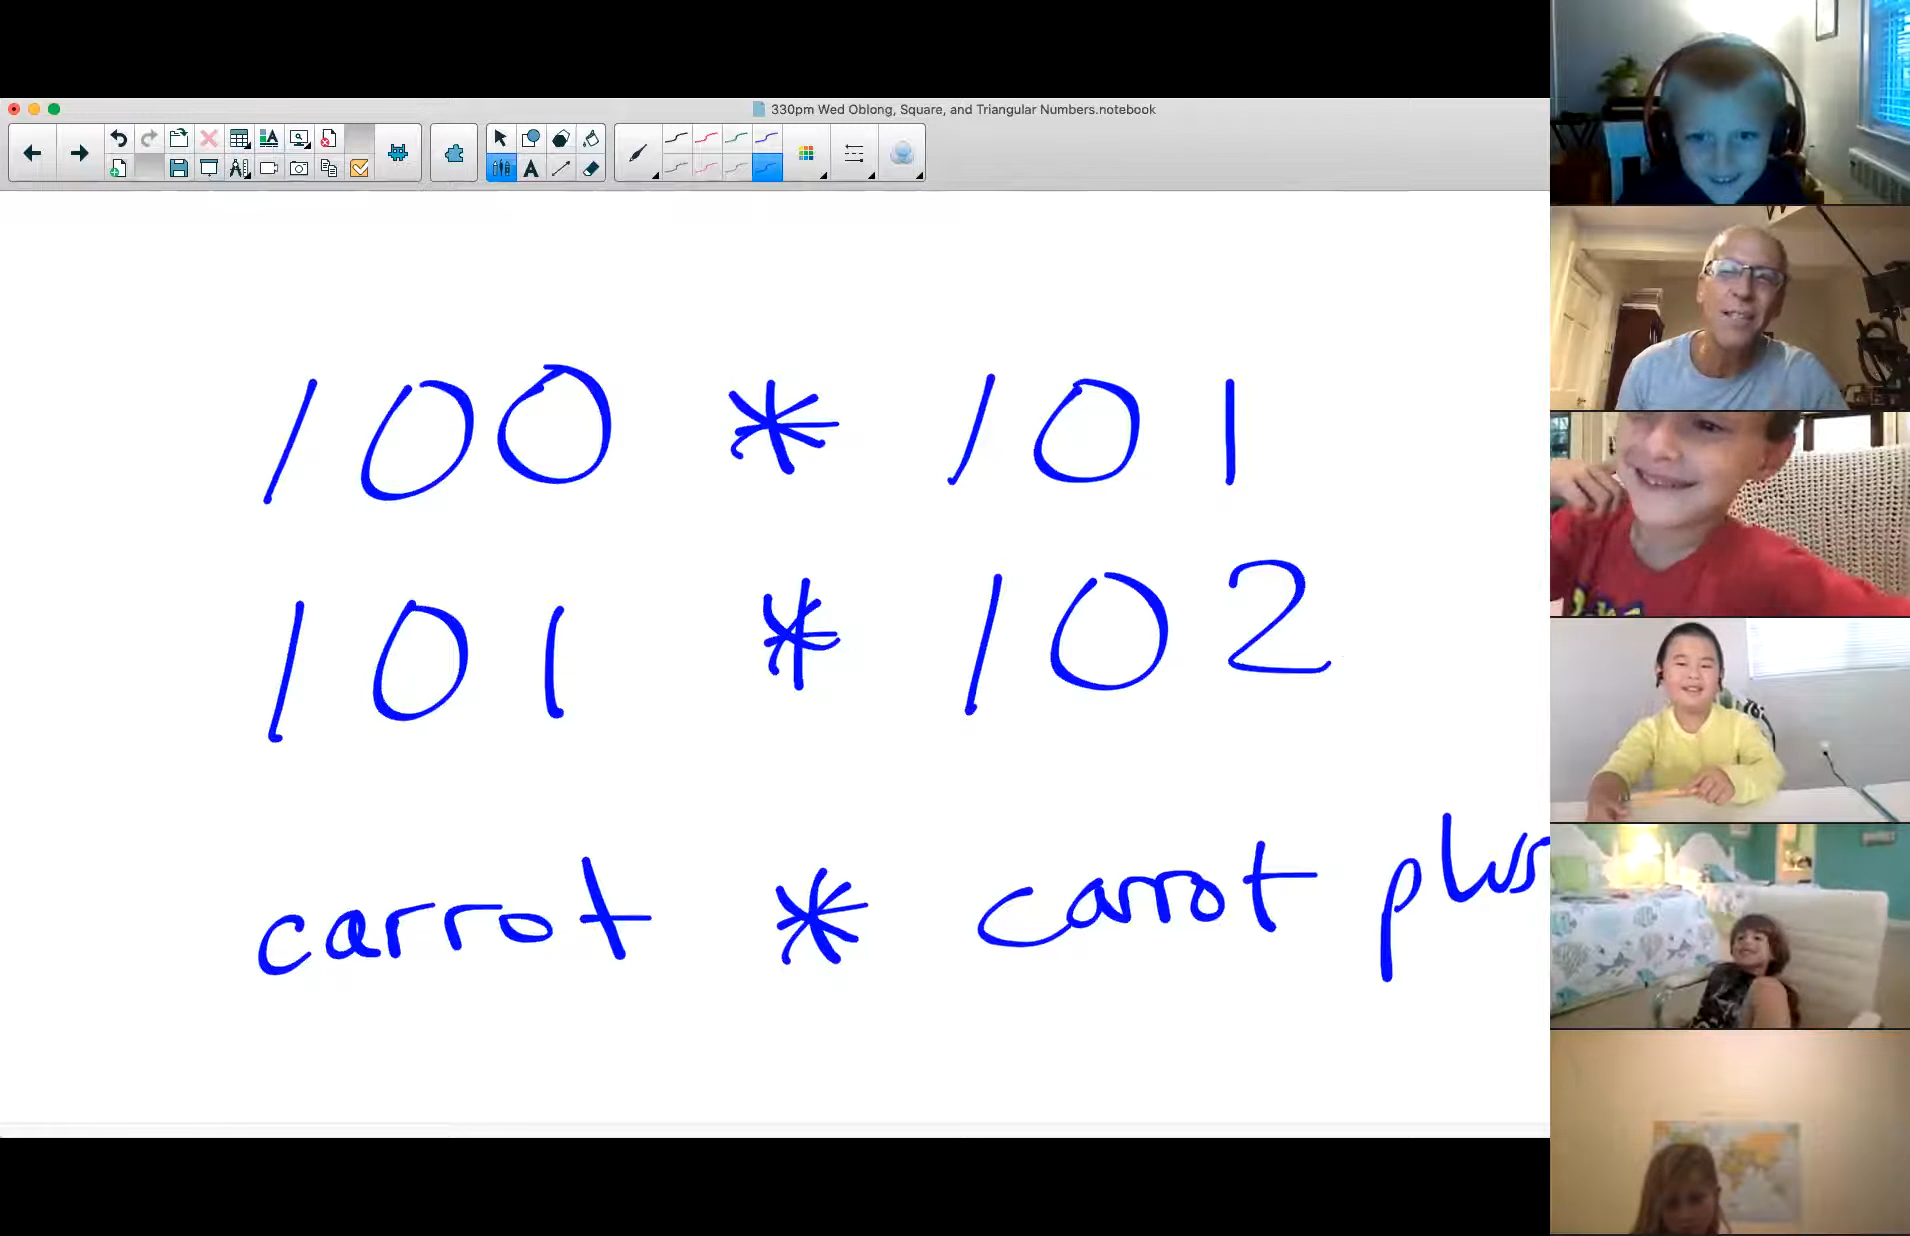 330pm Wed Oblong, Square, and Triangular Numbers.notebook
100 * 101
101 * 102
carrot * carrot plus